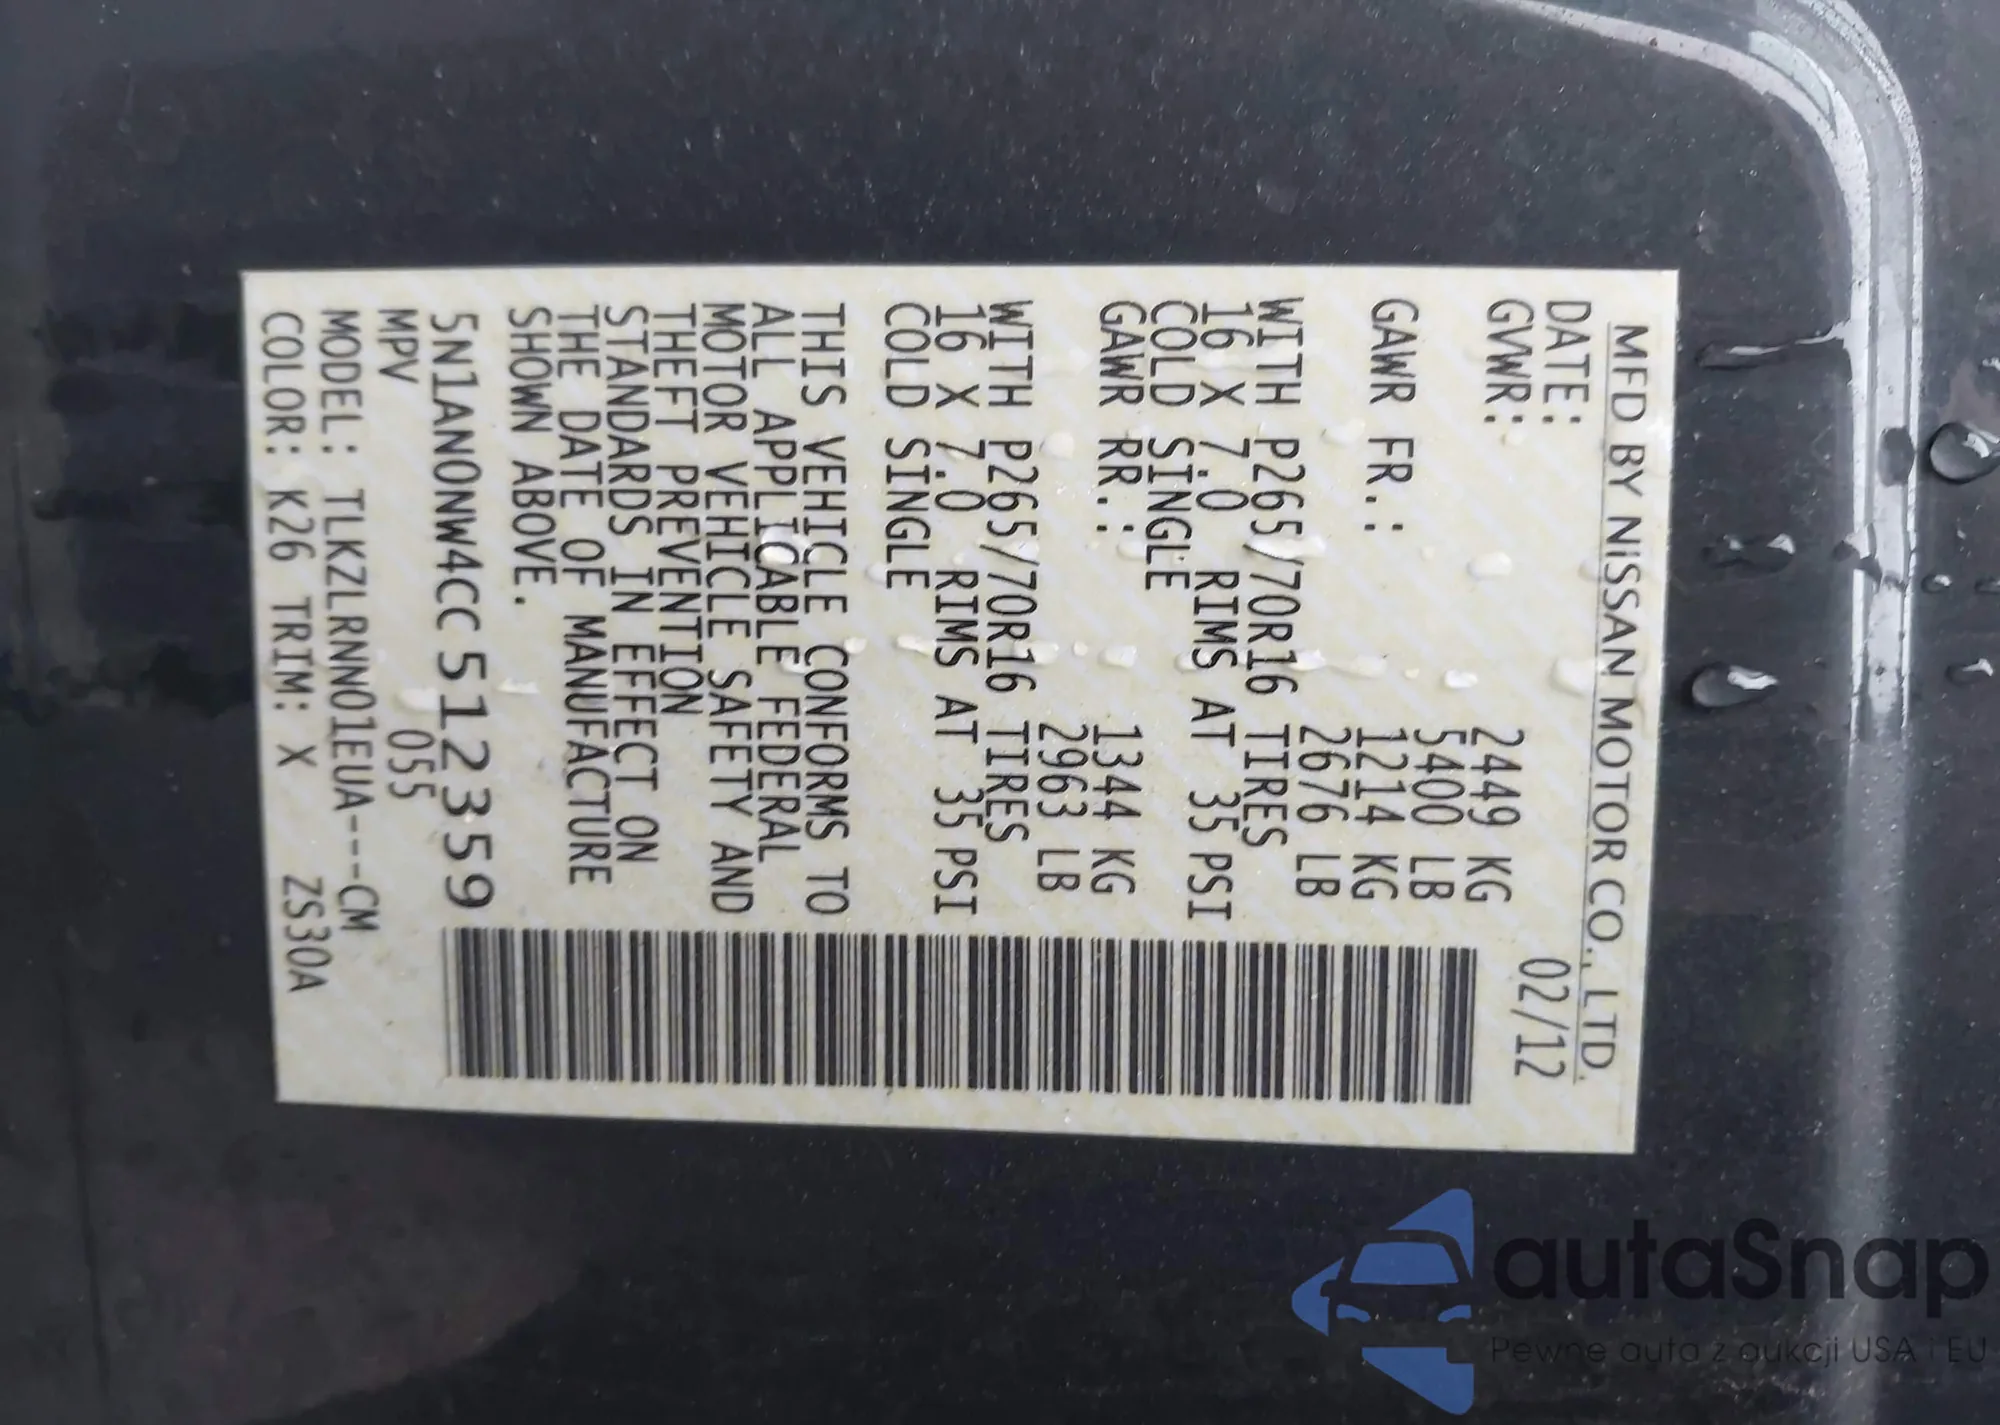 MFD BY NISSAN MOTOR CO., LTD.
DATE: 02/12
GVWR: 2449 KG
5400 LB
GAWR FR.: 1214 KG
2676 LB
WITH P265/70R16 TIRES
16 X 7.0 RIMS AT 35 PSI
COLD SINGLE
GAWR RR.: 1344 KG
2963 LB
WITH P265/70R16 TIRES
16 X 7.0 RIMS AT 35 PSI
COLD SINGLE
THIS VEHICLE CONFORMS TO
ALL APPLICABLE FEDERAL
MOTOR VEHICLE SAFETY AND
THEFT PREVENTION
STANDARDS IN EFFECT ON
THE DATE OF MANUFACTURE
SHOWN ABOVE.
5N1AN0NW4CC512359
MPV 055
MODEL: TLKZLRNN01EUA---CM
COLOR: K26 TRIM: X ZS30A
autaSnap
Pewne auta z aukcji USA i EU